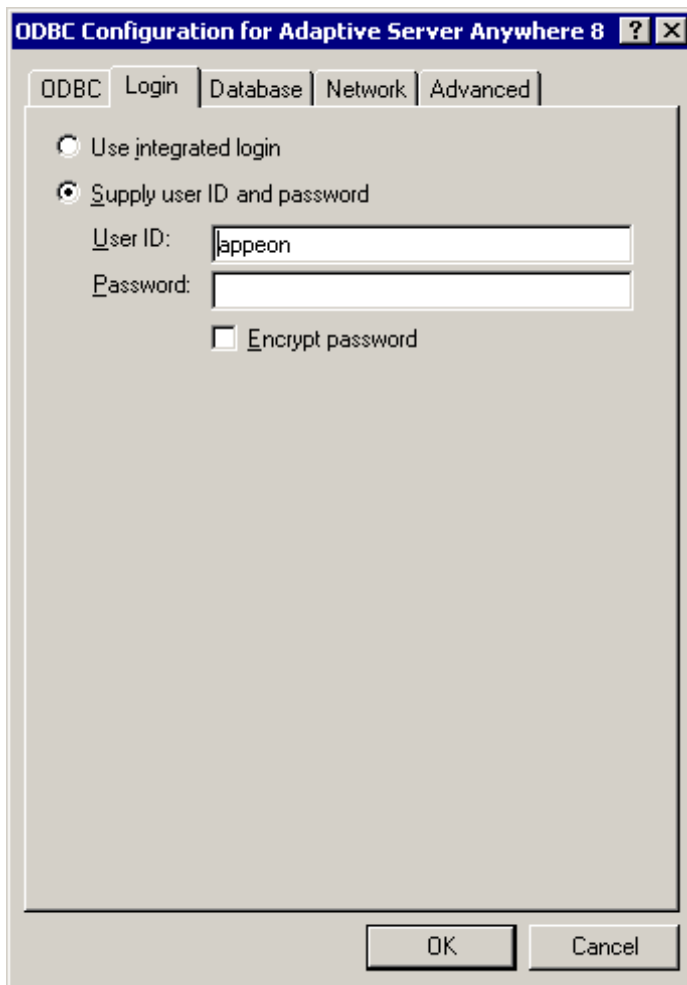 ODBC Configuration for Adaptive Server Anywhere 8 ? X
ODBC Login Database Network Advanced
Use integrated login
Supply user ID and password
User ID: appeon
Password:
Encrypt password
OK Cancel